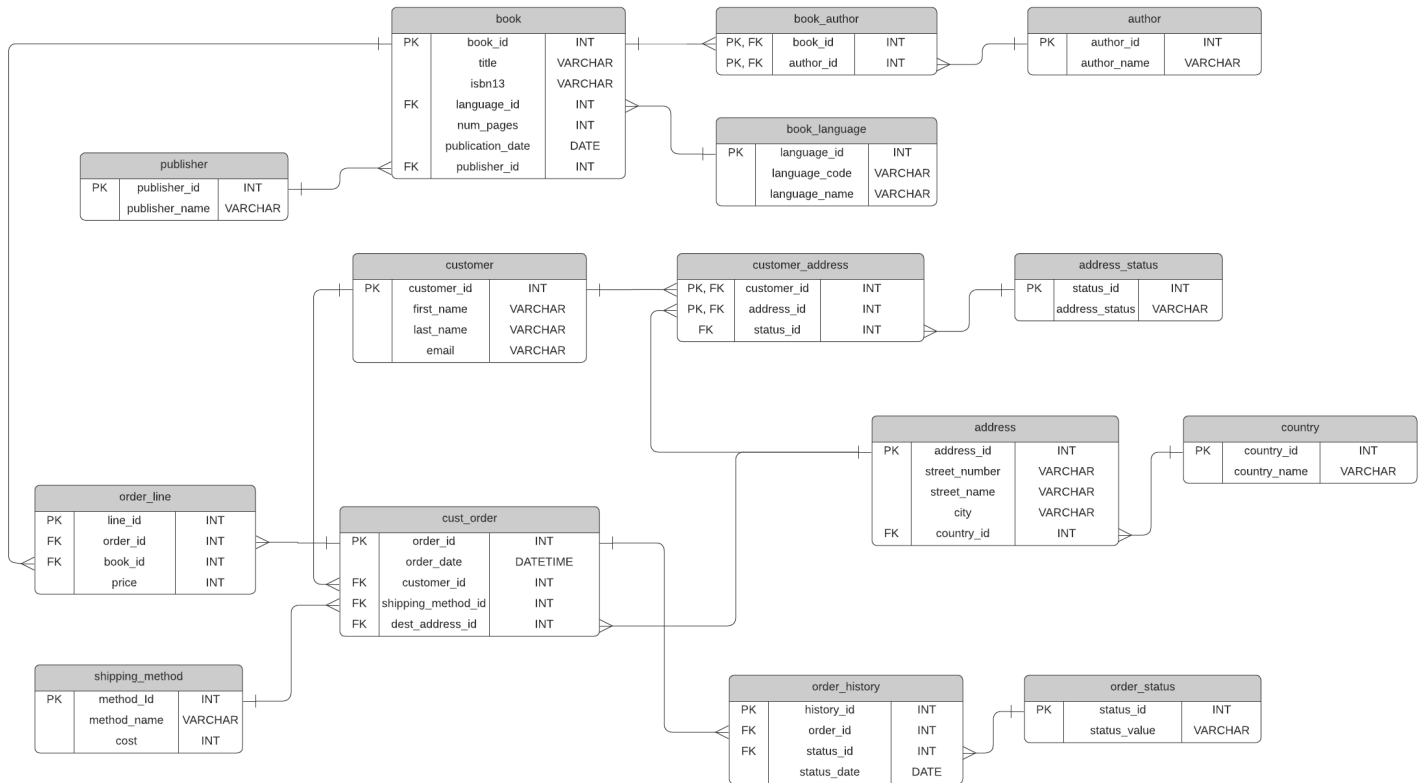 book
PK book_id INT
title VARCHAR
isbn13 VARCHAR
FK language_id INT
num_pages INT
publication_date DATE
FK publisher_id INT
book_author
PK, FK book_id INT
PK, FK author_id INT
author
PK author_id INT
author_name VARCHAR
book_language
PK language_id INT
language_code VARCHAR
language_name VARCHAR
publisher
PK publisher_id INT
publisher_name VARCHAR
customer
PK customer_id INT
first_name VARCHAR
last_name VARCHAR
email VARCHAR
customer_address
PK, FK customer_id INT
PK, FK address_id INT
FK status_id INT
address_status
PK status_id INT
address_status VARCHAR
address
PK address_id INT
street_number VARCHAR
street_name VARCHAR
city VARCHAR
FK country_id INT
country
PK country_id INT
country_name VARCHAR
order_line
PK line_id INT
FK order_id INT
FK book_id INT
price INT
cust_order
PK order_id INT
order_date DATETIME
FK customer_id INT
FK shipping_method_id INT
FK dest_address_id INT
shipping_method
PK method_Id INT
method_name VARCHAR
cost INT
order_history
PK history_id INT
FK order_id INT
FK status_id INT
status_date DATE
order_status
PK status_id INT
status_value VARCHAR